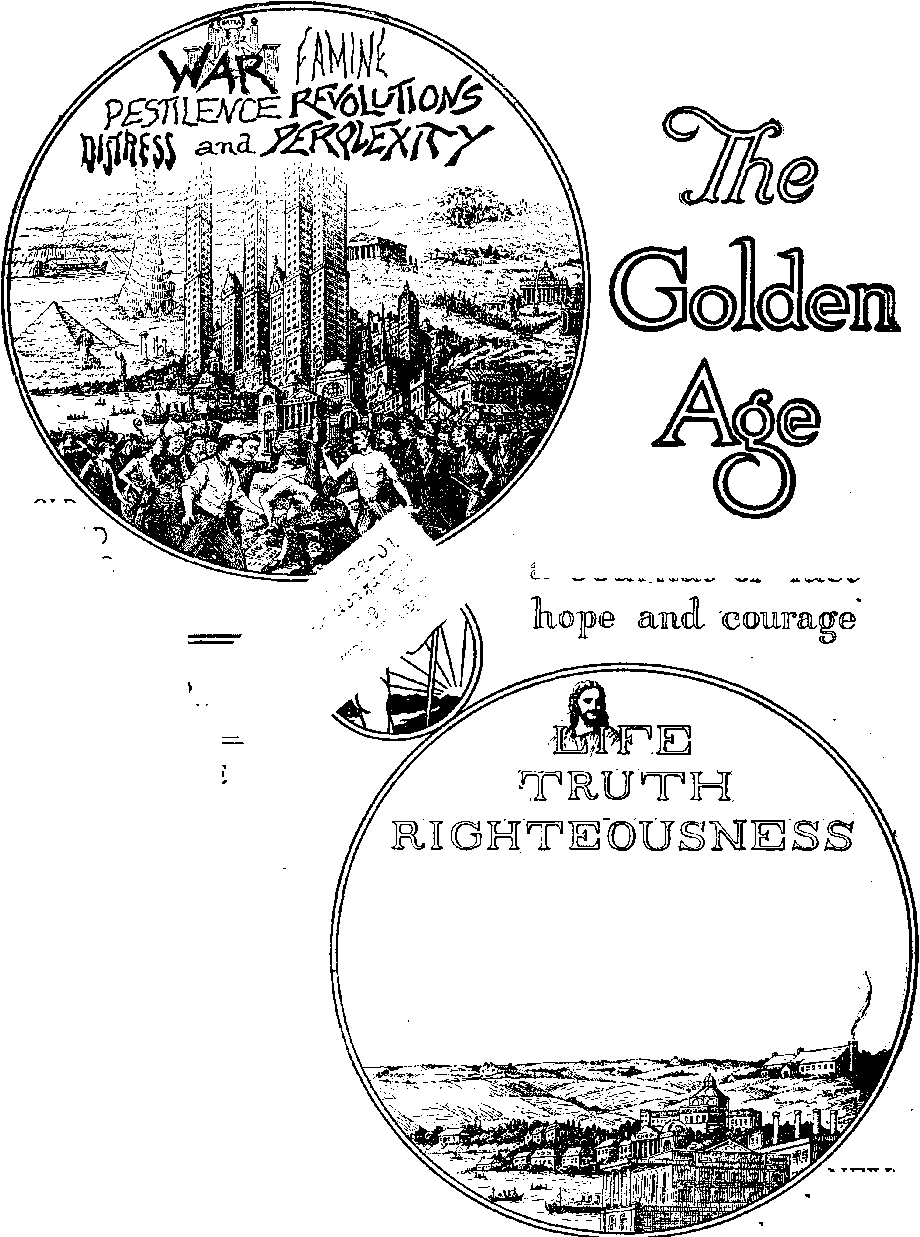 WAR FAMINE
PESTILENCE REVOLUTIONS
DISTRESS and PERPLEXITY
The
Golden
Age
hope and courage
LIFE
TRUTH
RIGHTEOUSNESS